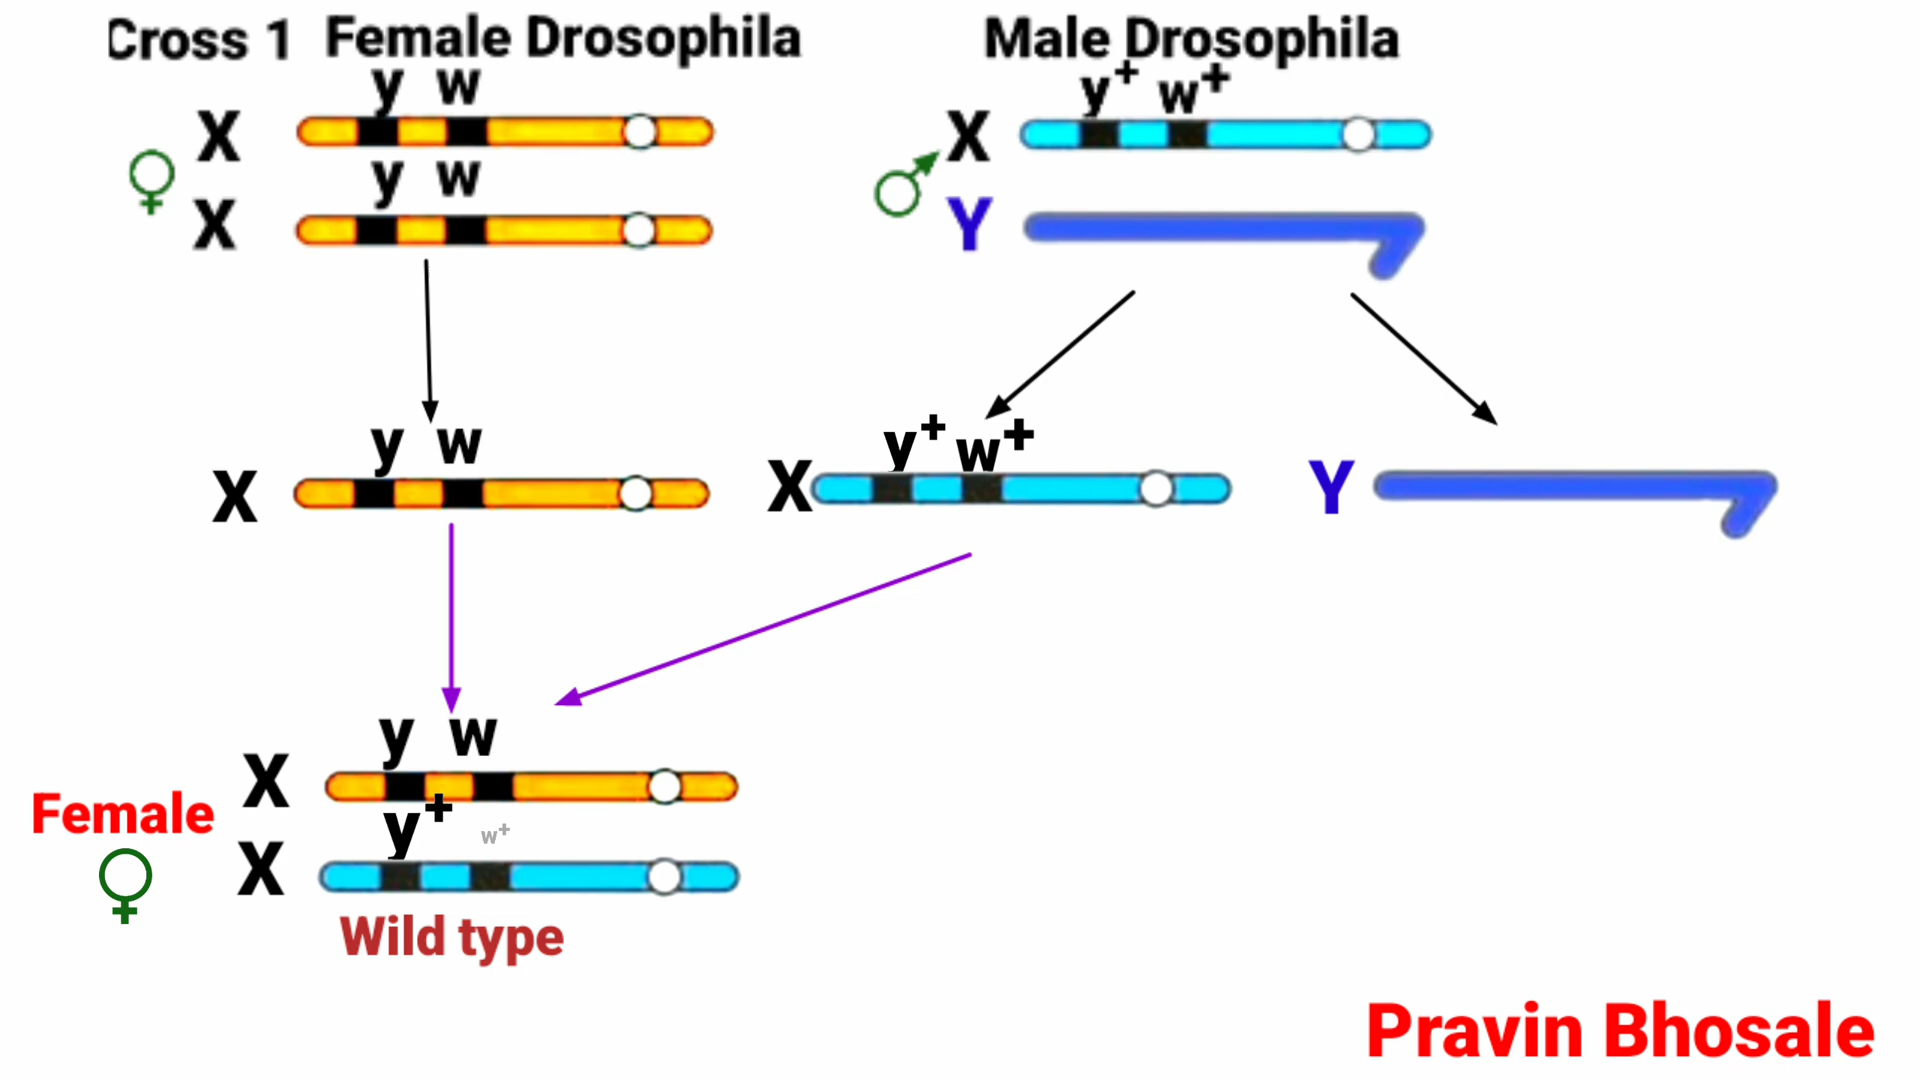 Cross 1 Female Drosophila Male Drosophila
y w y⁺ w⁺
X X
y w
X Y
y w y⁺ w⁺
X X Y
y w
X
Female y⁺ w⁺
X
Wild type
Pravin Bhosale